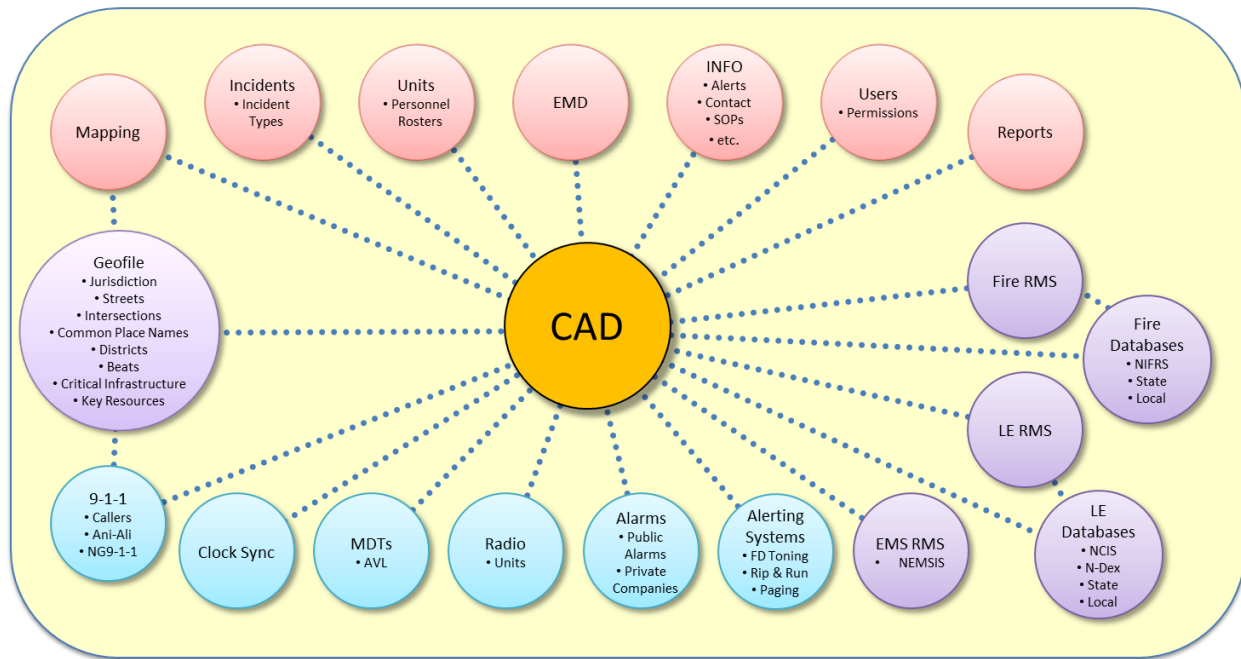 Mapping
Incidents
• Incident
Types
Units
• Personnel
Rosters
EMD
INFO
• Alerts
• Contact
• SOPs
• etc.
Users
• Permissions
Reports
Geofile
• Jurisdiction
• Streets
• Intersections
• Common Place Names
• Districts
• Beats
• Critical Infrastructure
• Key Resources
CAD
Fire RMS
Fire
Databases
• NIFRS
• State
• Local
LE RMS
LE
Databases
• NCIS
• N-Dex
• State
• Local
9-1-1
• Callers
• Ani-Ali
• NG9-1-1
Clock Sync
MDTs
• AVL
Radio
• Units
Alarms
• Public
Alarms
• Private
Companies
Alerting
Systems
• FD Toning
• Rip & Run
• Paging
EMS RMS
• NEMSIS